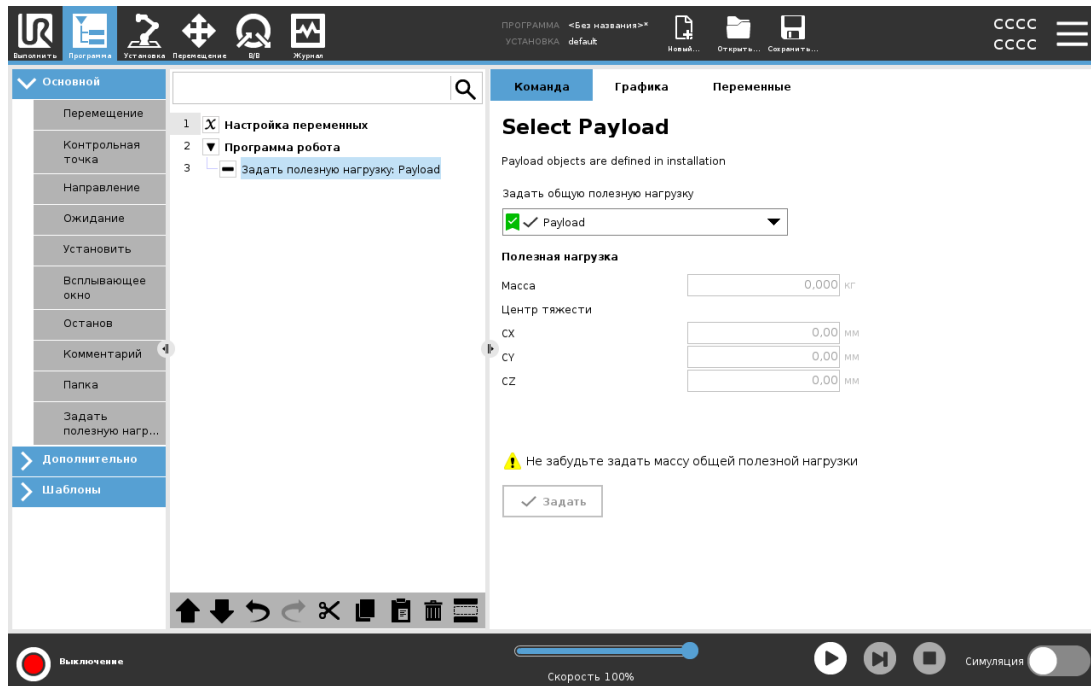 UR
Выполнить
Программа
Установка
Перемещение
В/В
Журнал
ПРОГРАММА <Без названия>*
УСТАНОВКА default
Новый...
Открыть...
Сохранить...
CCCC
CCCC
Основной
Перемещение
Контрольная
точка
Направление
Ожидание
Установить
Всплывающее
окно
Останов
Комментарий
Папка
Задать
полезную нагр...
Дополнительно
Шаблоны
1 X Настройка переменных
2 Программа робота
3 Задать полезную нагрузку: Payload
Команда
Графика
Переменные
Select Payload
Payload objects are defined in installation
Задать общую полезную нагрузку
Payload
Полезная нагрузка
Масса 0,000 кг
Центр тяжести
CX 0,00 мм
CY 0,00 мм
CZ 0,00 мм
Не забудьте задать массу общей полезной нагрузки
Задать
Выключение
Скорость 100%
Симуляция